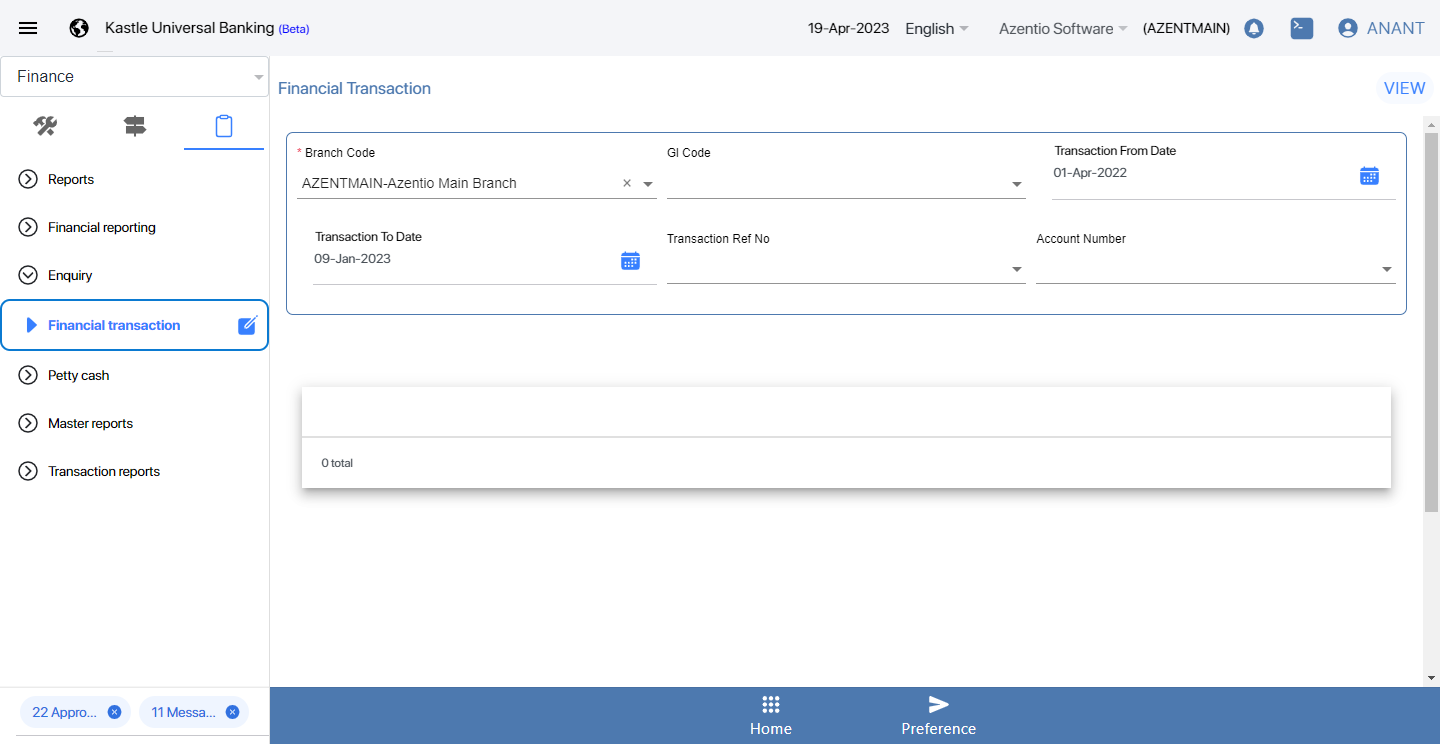 Kastle Universal Banking (Beta)
19-Apr-2023
English
Azentio Software
(AZENTMAIN)
ANANT
Finance
Reports
Financial reporting
Enquiry
Financial transaction
Petty cash
Master reports
Transaction reports
22 Appro...
11 Messa...
Financial Transaction
VIEW
* Branch Code
AZENTMAIN-Azentio Main Branch
Gl Code
Transaction From Date
01-Apr-2022
Transaction To Date
09-Jan-2023
Transaction Ref No
Account Number
0 total
Home
Preference